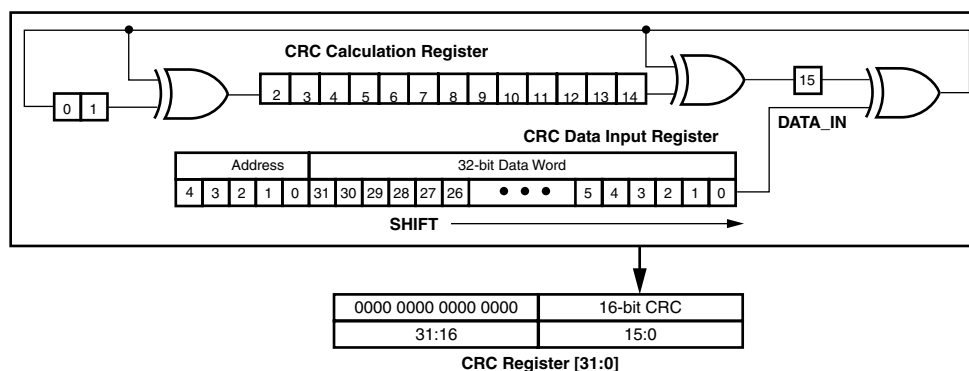 CRC Calculation Register
0 1
2 3 4 5 6 7 8 9 10 11 12 13 14
15
DATA_IN
CRC Data Input Register
Address 32-bit Data Word
4 3 2 1 0 31 30 29 28 27 26 • • • 5 4 3 2 1 0
SHIFT
0000 0000 0000 0000 16-bit CRC
31:16 15:0
CRC Register [31:0]